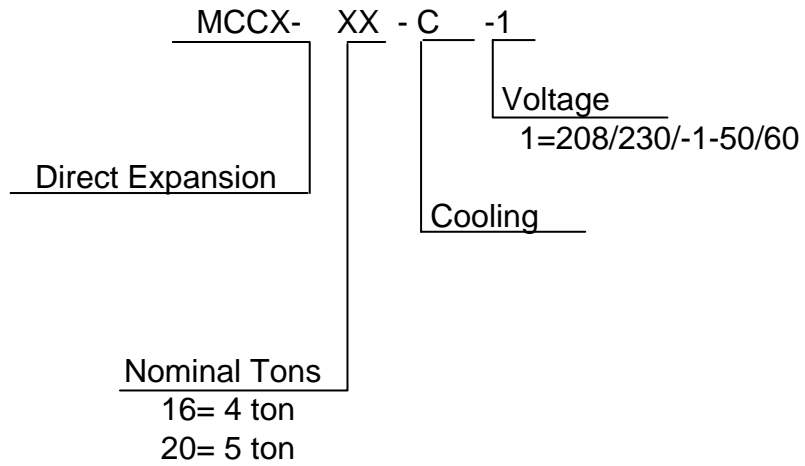 MCCX- XX - C -1
Voltage
1=208/230/-1-50/60
Direct Expansion
Cooling
Nominal Tons
16= 4 ton
20= 5 ton